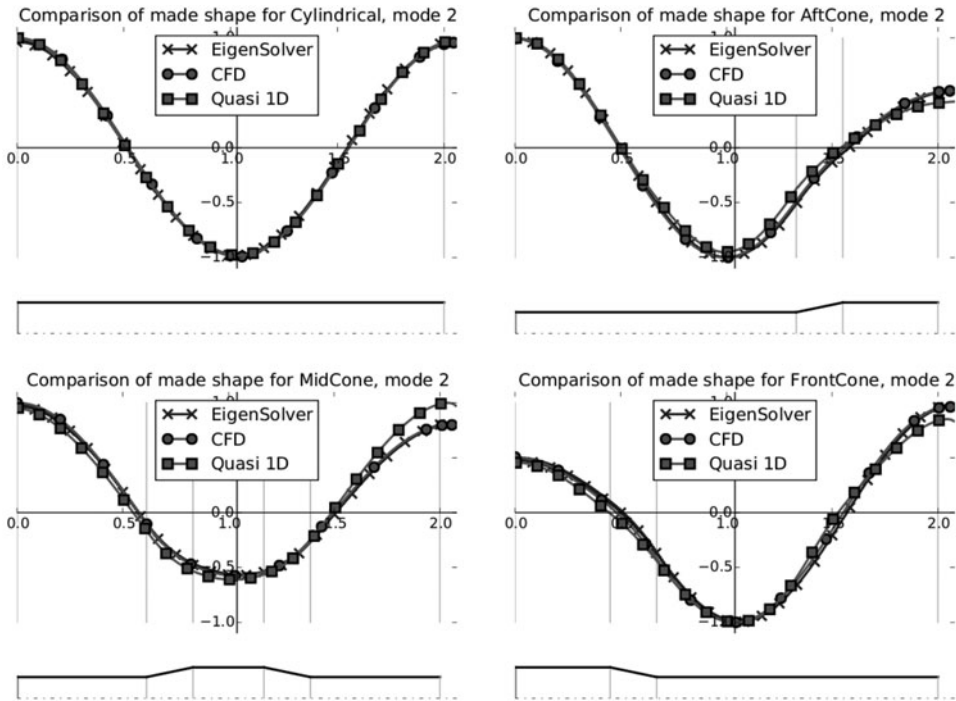 Comparison of made shape for Cylindrical, mode 2
EigenSolver
CFD
Quasi 1D
0.0
0.0 0.5 1.0 2.0
−0.5
Comparison of made shape for AftCone, mode 2
EigenSolver
CFD
Quasi 1D
0.0
0.0 0.5 1.0 2.0
−0.5
Comparison of made shape for MidCone, mode 2
EigenSolver
CFD
Quasi 1D
0.0
0.0 0.5 1.0 1.5 2.0
−0.5
−1.0
Comparison of made shape for FrontCone, mode 2
EigenSolver
CFD
Quasi 1D
0.0
0.0 0.5 1.0 2.0
−0.5